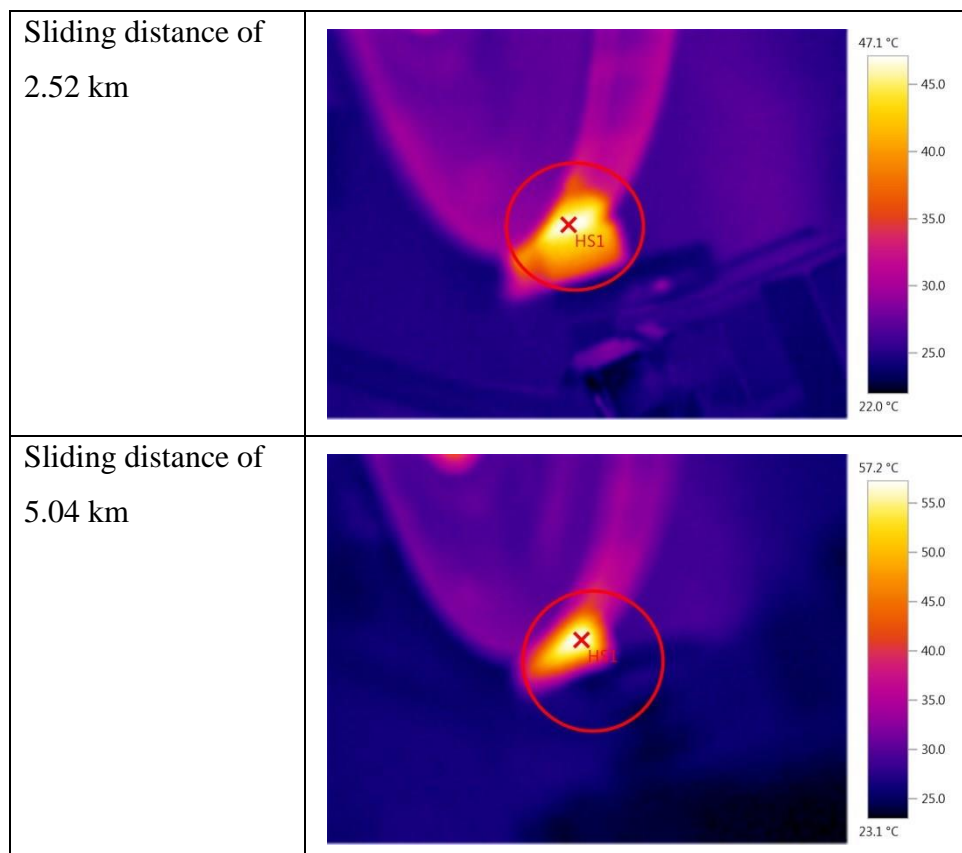 Sliding distance of
2.52 km
47.1 °C
45.0
40.0
35.0
30.0
25.0
22.0 °C
HS1
Sliding distance of
5.04 km
57.2 °C
55.0
50.0
45.0
40.0
35.0
30.0
25.0
23.1 °C
HS1